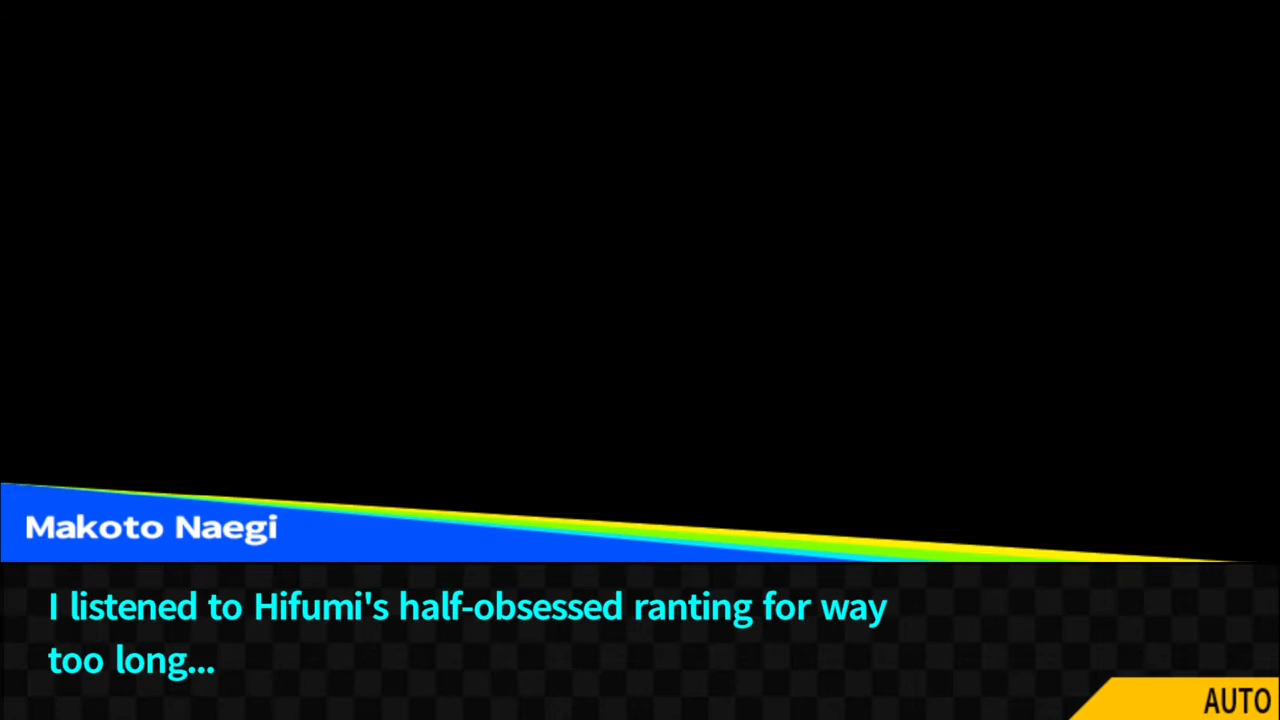 Makoto Naegi
I listened to Hifumi's half-obsessed ranting for way
too long...
AUTO